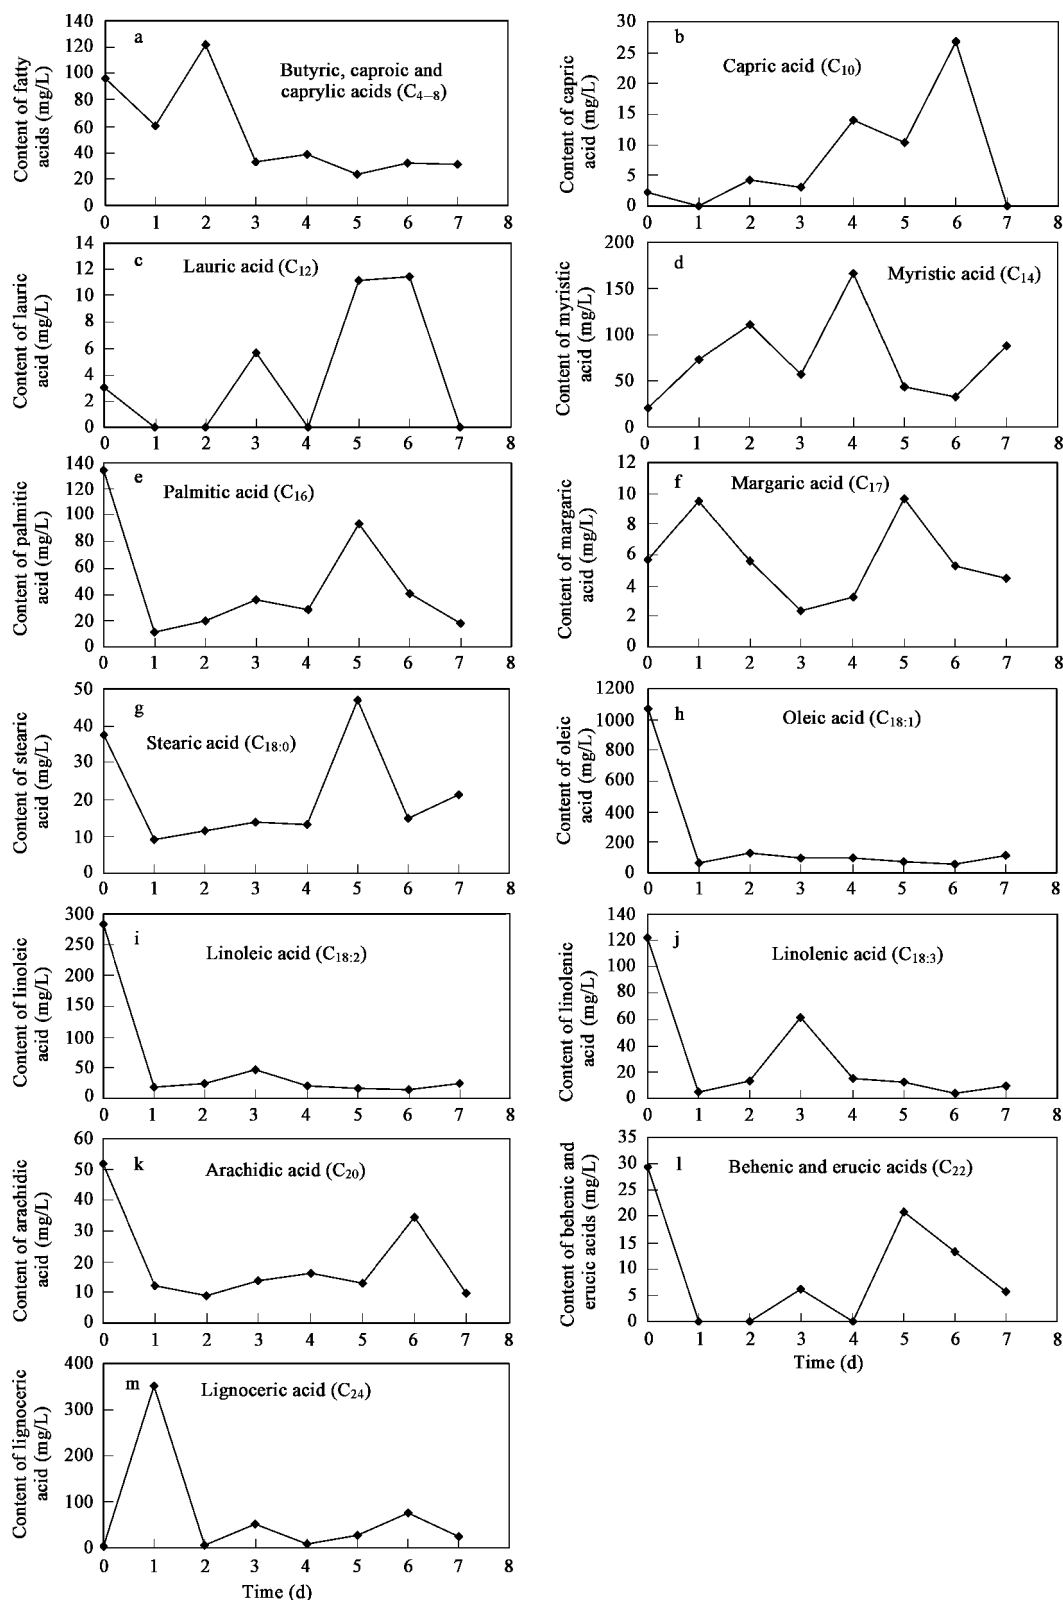 a
Butyric, caproic and
caprylic acids (C4–8)
Content of fatty
acids (mg/L)
140
120
100
80
60
40
20
0
0 1 2 3 4 5 6 7 8
b
Capric acid (C10)
Content of capric
acid (mg/L)
30
25
20
15
10
5
0
0 1 2 3 4 5 6 7 8
c
Lauric acid (C12)
Content of lauric
acid (mg/L)
14
12
10
8
6
4
2
0
0 1 2 3 4 5 6 7 8
d
Myristic acid (C14)
Content of myristic
acid (mg/L)
200
150
100
50
0
0 1 2 3 4 5 6 7 8
e
Palmitic acid (C16)
Content of palmitic
acid (mg/L)
140
120
100
80
60
40
20
0
0 1 2 3 4 5 6 7 8
f
Margaric acid (C17)
Content of margaric
acid (mg/L)
12
10
8
6
4
2
0
0 1 2 3 4 5 6 7 8
g
Stearic acid (C18:0)
Content of stearic
acid (mg/L)
50
40
30
20
10
0
0 1 2 3 4 5 6 7 8
h
Oleic acid (C18:1)
Content of oleic
acid (mg/L)
1200
1000
800
600
400
200
0
0 1 2 3 4 5 6 7 8
i
Linoleic acid (C18:2)
Content of linoleic
acid (mg/L)
300
250
200
150
100
50
0
0 1 2 3 4 5 6 7 8
j
Linolenic acid (C18:3)
Content of linolenic
acid (mg/L)
140
120
100
80
60
40
20
0
0 1 2 3 4 5 6 7 8
k
Arachidic acid (C20)
Content of arachidic
acid (mg/L)
60
50
40
30
20
10
0
0 1 2 3 4 5 6 7 8
l
Behenic and erucic acids (C22)
Content of behenic and
erucic acids (mg/L)
35
30
25
20
15
10
5
0
0 1 2 3 4 5 6 7 8
Time (d)
m
Lignoceric acid (C24)
Content of lignoceric
acid (mg/L)
400
300
200
100
0
0 1 2 3 4 5 6 7 8
Time (d)